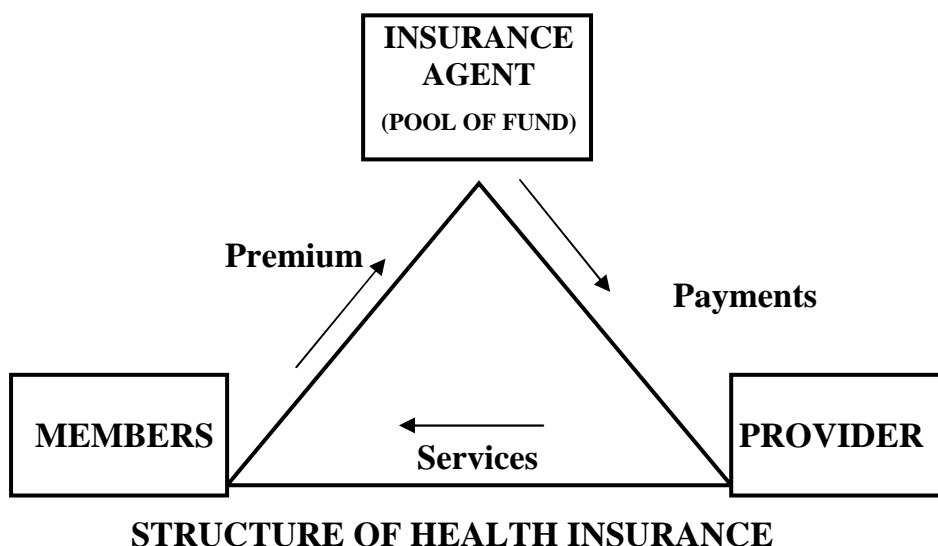 INSURANCE
AGENT
(POOL OF FUND)
Premium
Payments
MEMBERS
PROVIDER
Services
STRUCTURE OF HEALTH INSURANCE